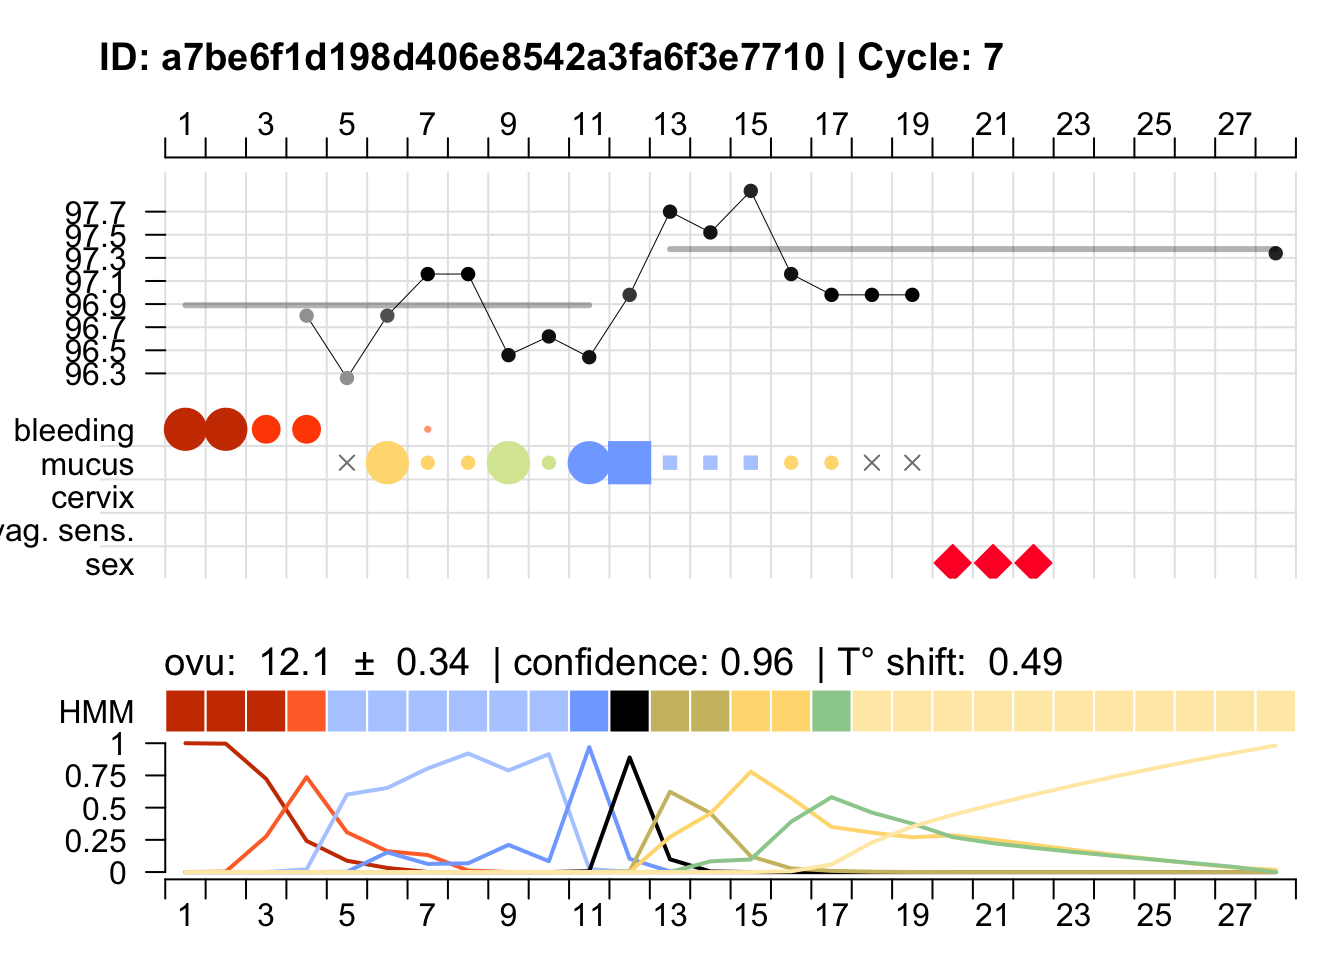 ID: a7be6f1d198d406e8542a3fa6f3e7710 | Cycle: 7
1 3 5 7 9 11 13 15 17 19 21 23 25 27
97.7
97.5
97.3
97.1
96.9
96.7
96.5
96.3
bleeding
mucus
cervix
vag. sens.
sex
ovu: 12.1 ± 0.34 | confidence: 0.96 | T° shift: 0.49
HMM
1
0.75
0.5
0.25
0
1 3 5 7 9 11 13 15 17 19 21 23 25 27